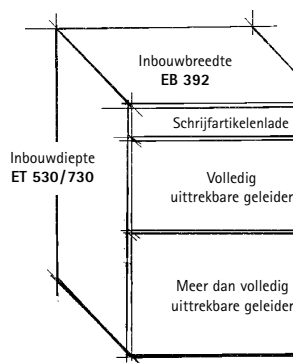 Inbouwbreedte
EB 392
Schrijfartikelenlade
Inbouwdiepte
ET 530/730
Volledig
uittrekbare geleider
Meer dan volledig
uittrekbare geleider